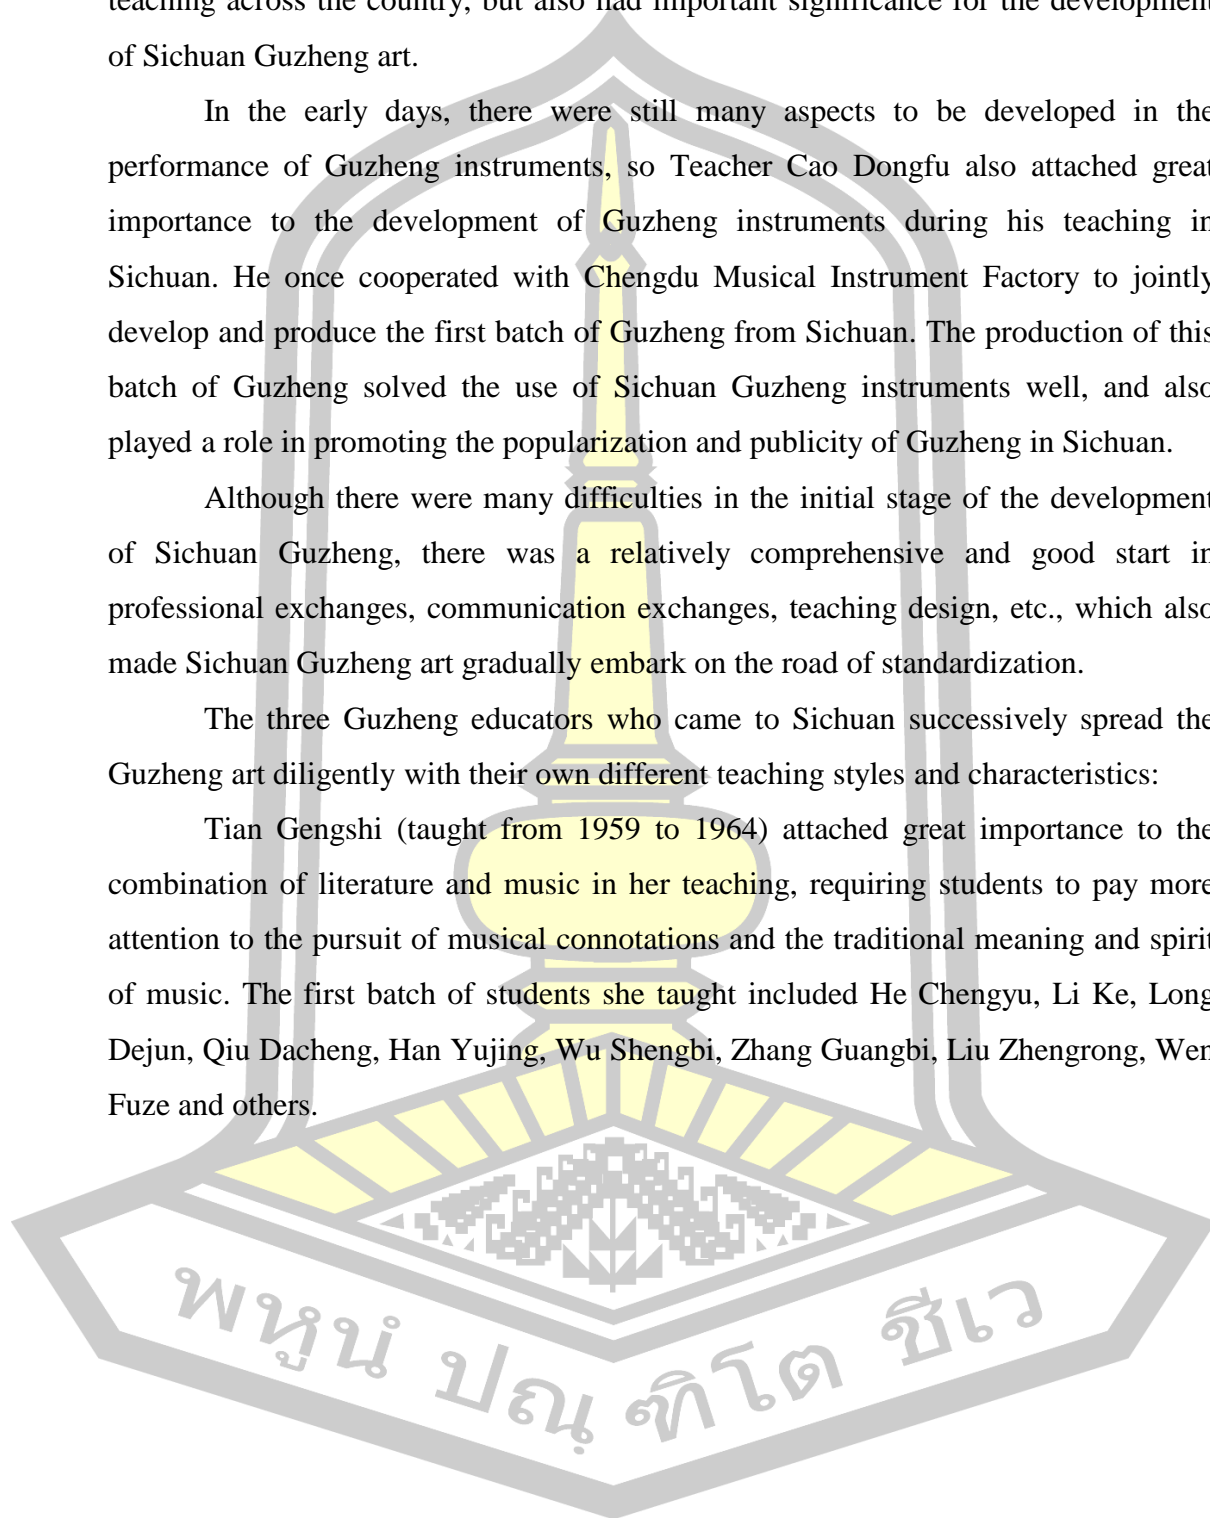 teaching across the country, but also had important significance for the development
of Sichuan Guzheng art.
In the early days, there were still many aspects to be developed in the
performance of Guzheng instruments, so Teacher Cao Dongfu also attached great
importance to the development of Guzheng instruments during his teaching in
Sichuan. He once cooperated with Chengdu Musical Instrument Factory to jointly
develop and produce the first batch of Guzheng from Sichuan. The production of this
batch of Guzheng solved the use of Sichuan Guzheng instruments well, and also
played a role in promoting the popularization and publicity of Guzheng in Sichuan.
Although there were many difficulties in the initial stage of the development
of Sichuan Guzheng, there was a relatively comprehensive and good start in
professional exchanges, communication exchanges, teaching design, etc., which also
made Sichuan Guzheng art gradually embark on the road of standardization.
The three Guzheng educators who came to Sichuan successively spread the
Guzheng art diligently with their own different teaching styles and characteristics:
Tian Gengshi (taught from 1959 to 1964) attached great importance to the
combination of literature and music in her teaching, requiring students to pay more
attention to the pursuit of musical connotations and the traditional meaning and spirit
of music. The first batch of students she taught included He Chengyu, Li Ke, Long
Dejun, Qiu Dacheng, Han Yujing, Wu Shengbi, Zhang Guangbi, Liu Zhengrong, Wen
Fuze and others.
พหูนํ ปณฺ ฑิโต ชีเว